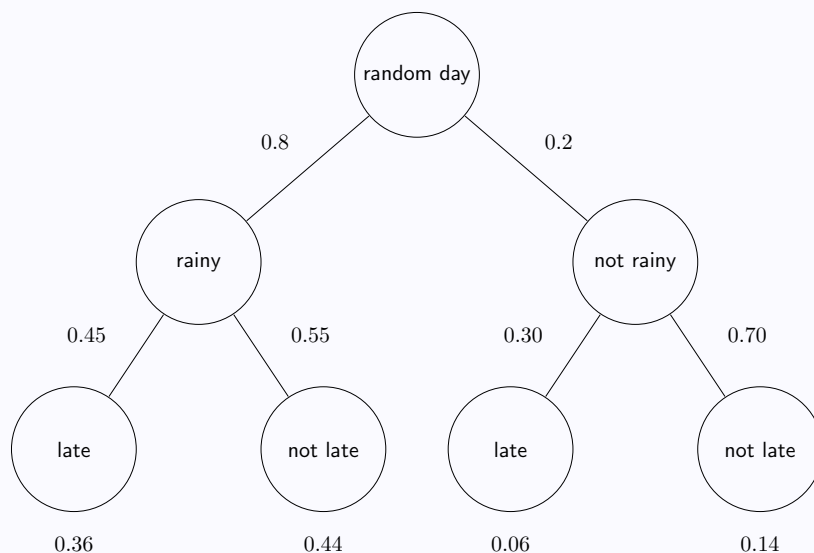 random day
0.8 0.2
rainy not rainy
0.45 0.55 0.30 0.70
late not late late not late
0.36 0.44 0.06 0.14